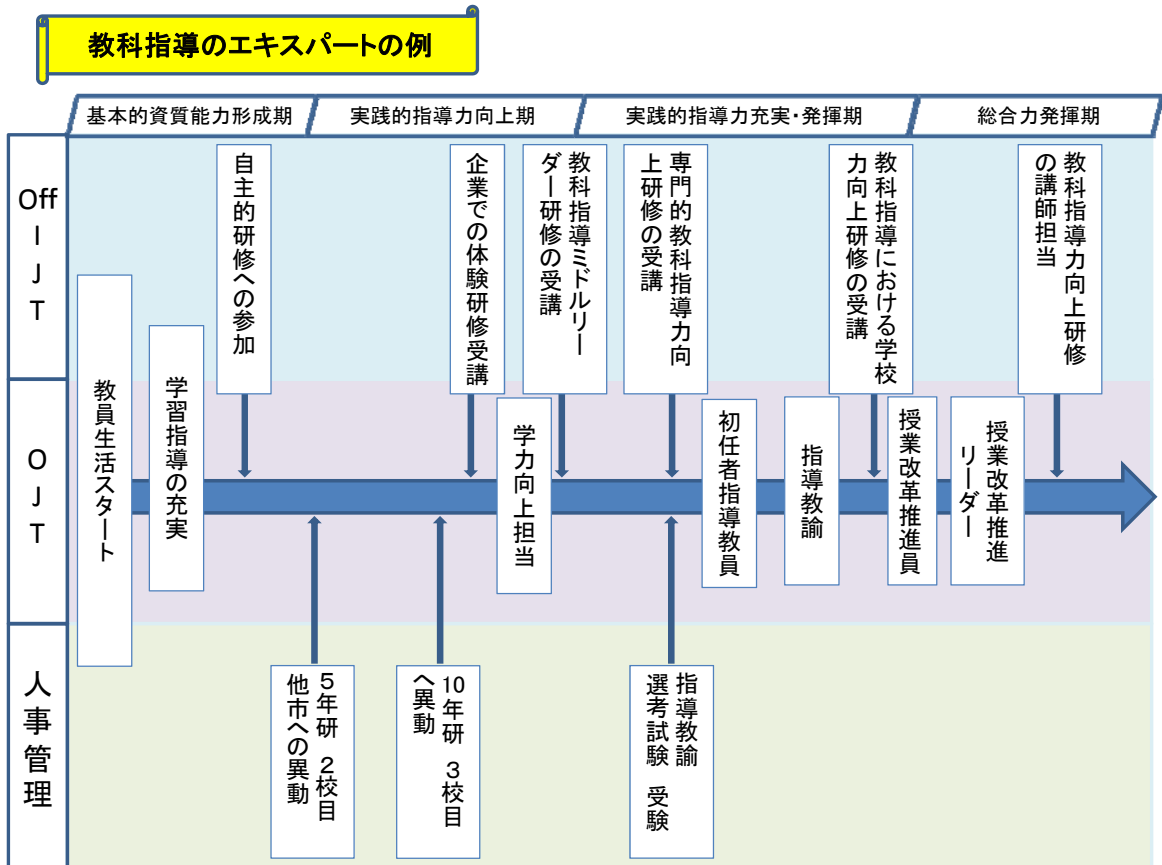 教科指導のエキスパートの例
基本的資質能力形成期
実践的指導力向上期
実践的指導力充実・発揮期
総合力発揮期
Off
ー
J
T
自主的研修への参加
企業での体験研修受講
教科指導ミドルリー
ダー研修の受講
専門的教科指導力向
上研修の受講
教科指導における学校
力向上研修の受講
教科指導力向上研修
の講師担当
O
J
T
教員生活スタート
学習指導の充実
学力向上担当
初任者指導教員
指導教諭
授業改革推進員
授業改革推進
リーダー
人事管理
5年研 2校目
他市への異動
10年研 3校目
へ異動
指導教諭
選考試験 受験